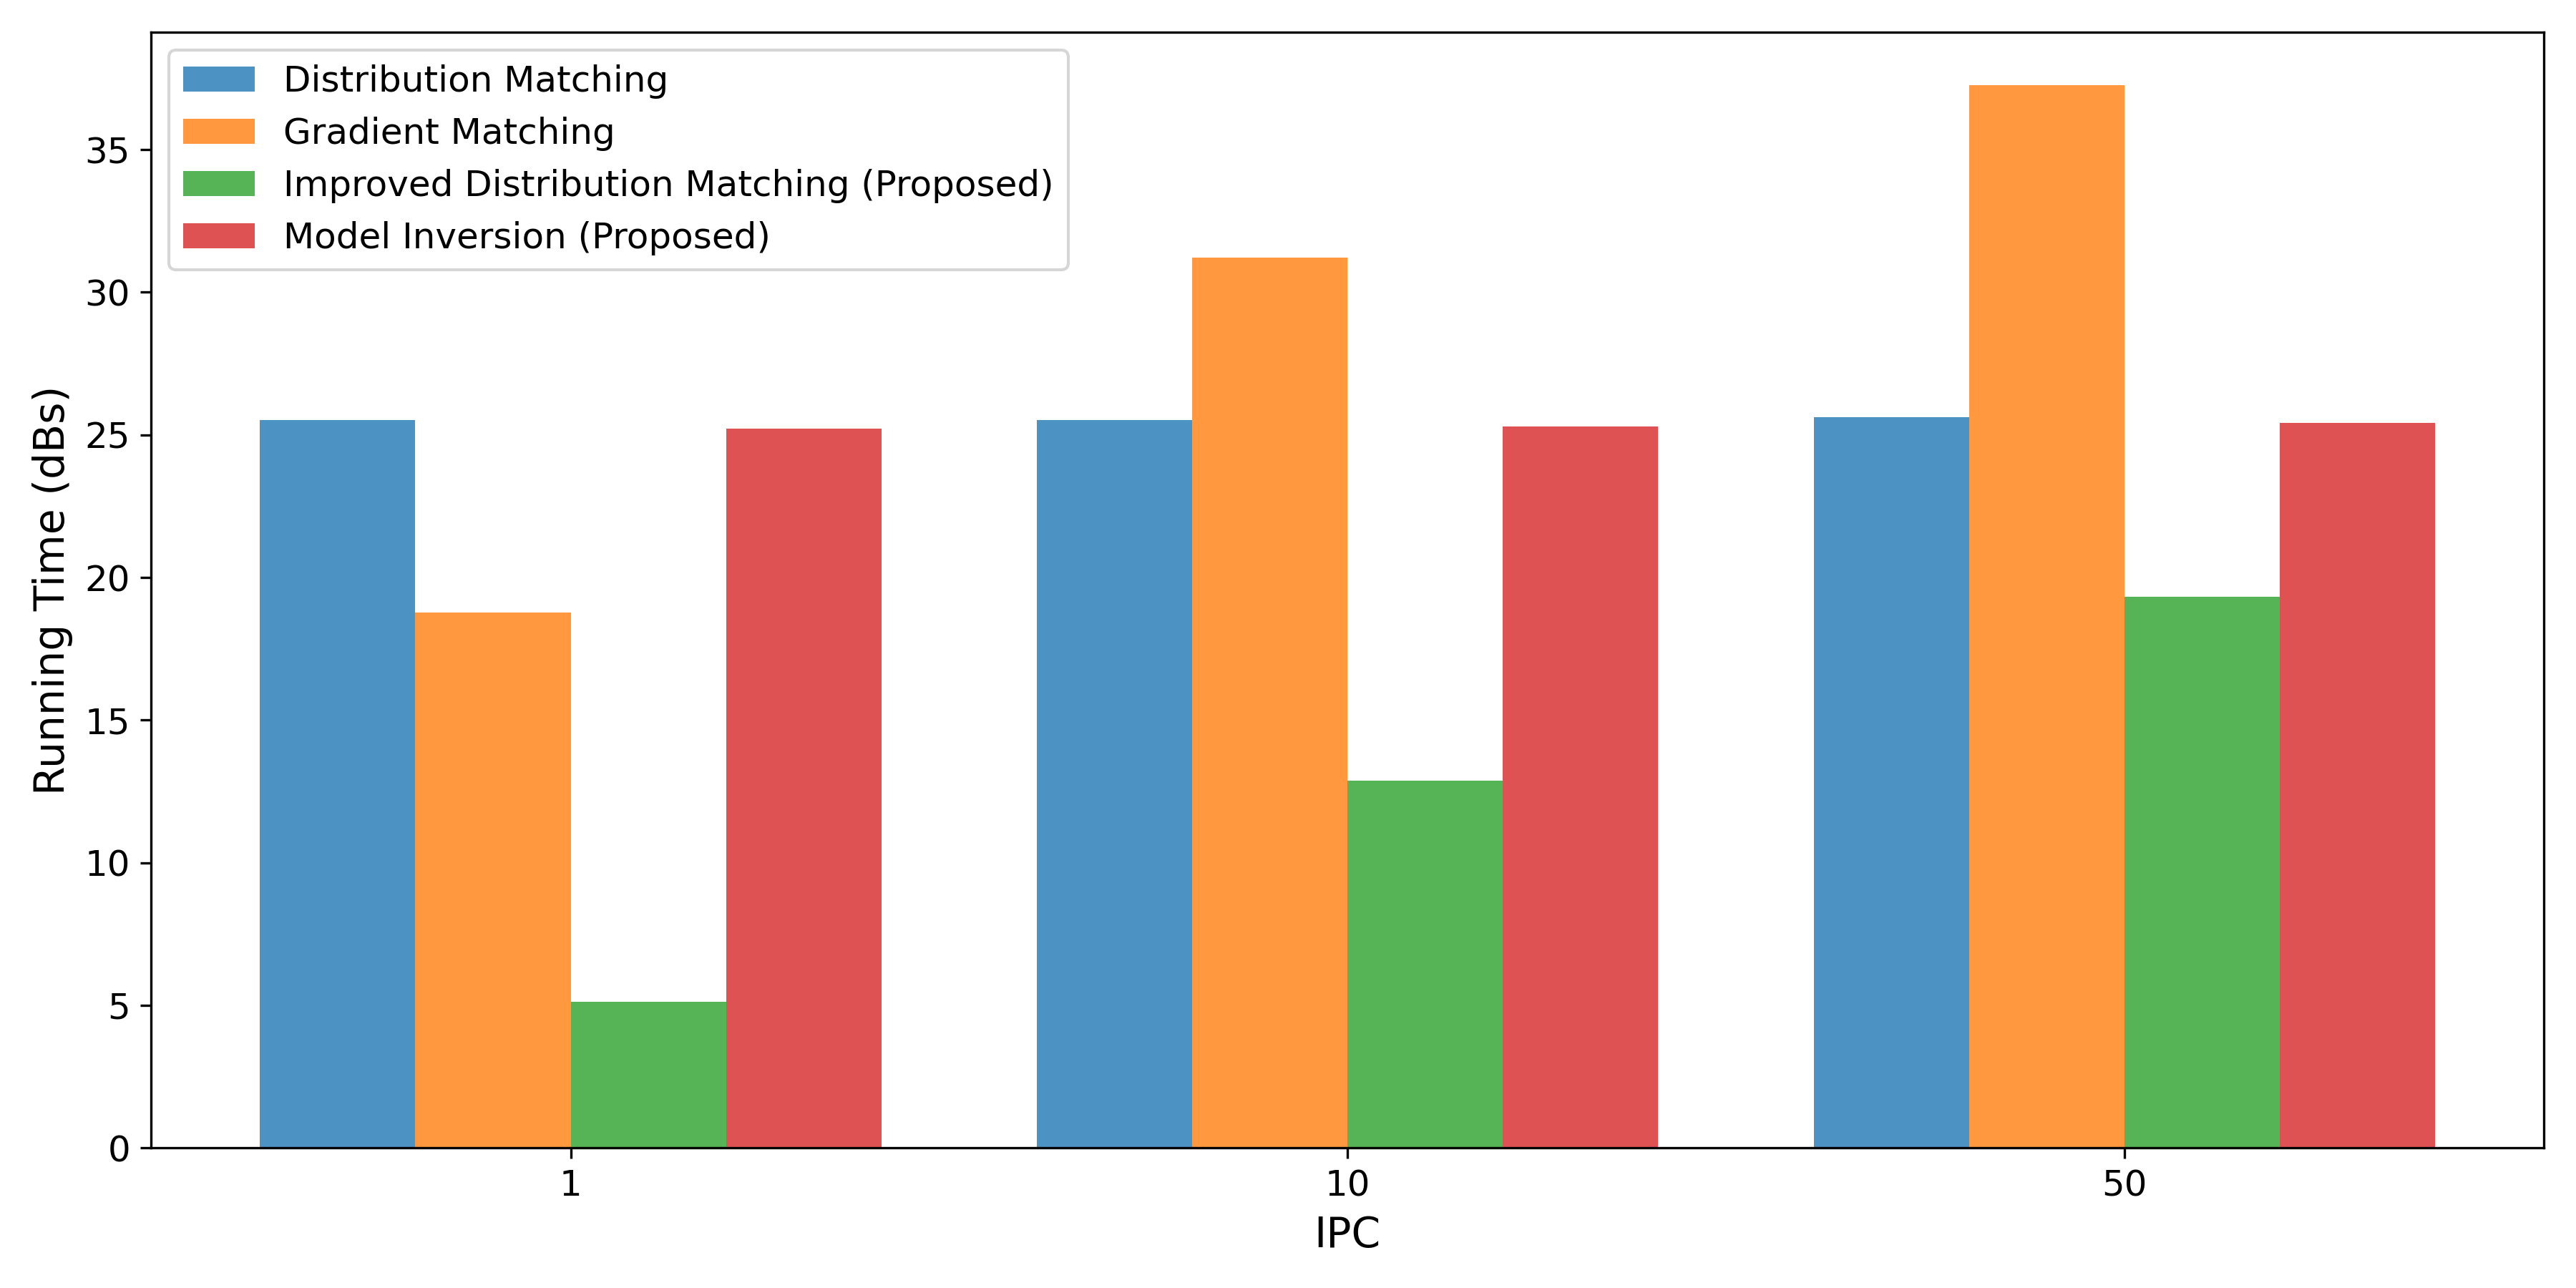 Distribution Matching
Gradient Matching
Improved Distribution Matching (Proposed)
Model Inversion (Proposed)
Running Time (dBs)
35
30
25
20
15
10
5
0
1
10
50
IPC